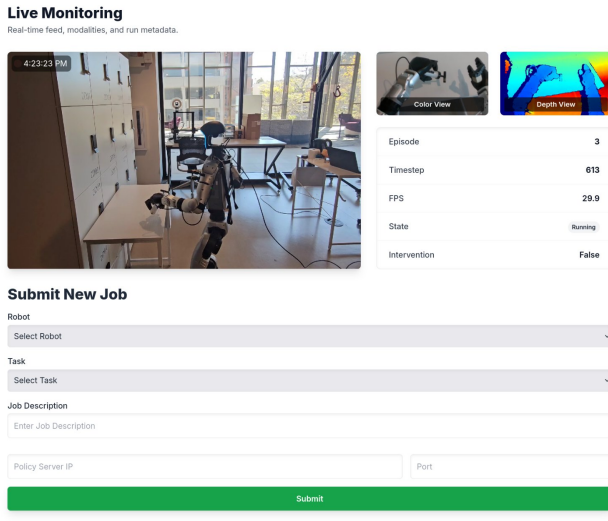 Live Monitoring
Real-time feed, modalities, and run metadata.
4:23:23 PM
Color View
Depth View
Episode 3
Timestep 613
FPS 29.9
State Running
Intervention False
Submit New Job
Robot
Select Robot
Task
Select Task
Job Description
Enter Job Description
Policy Server IP
Port
Submit